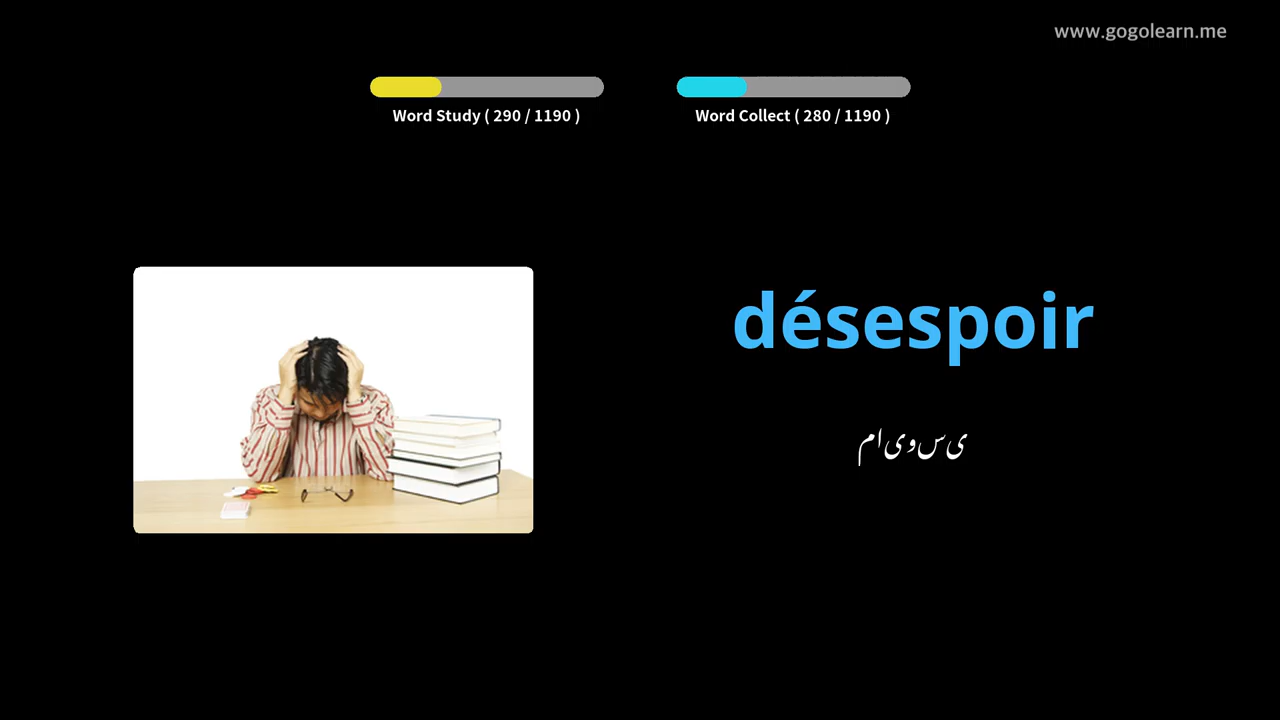 www.gogolearn.me
Word Study ( 290 / 1190 )
Word Collect ( 280 / 1190 )
désespoir
مایوسی